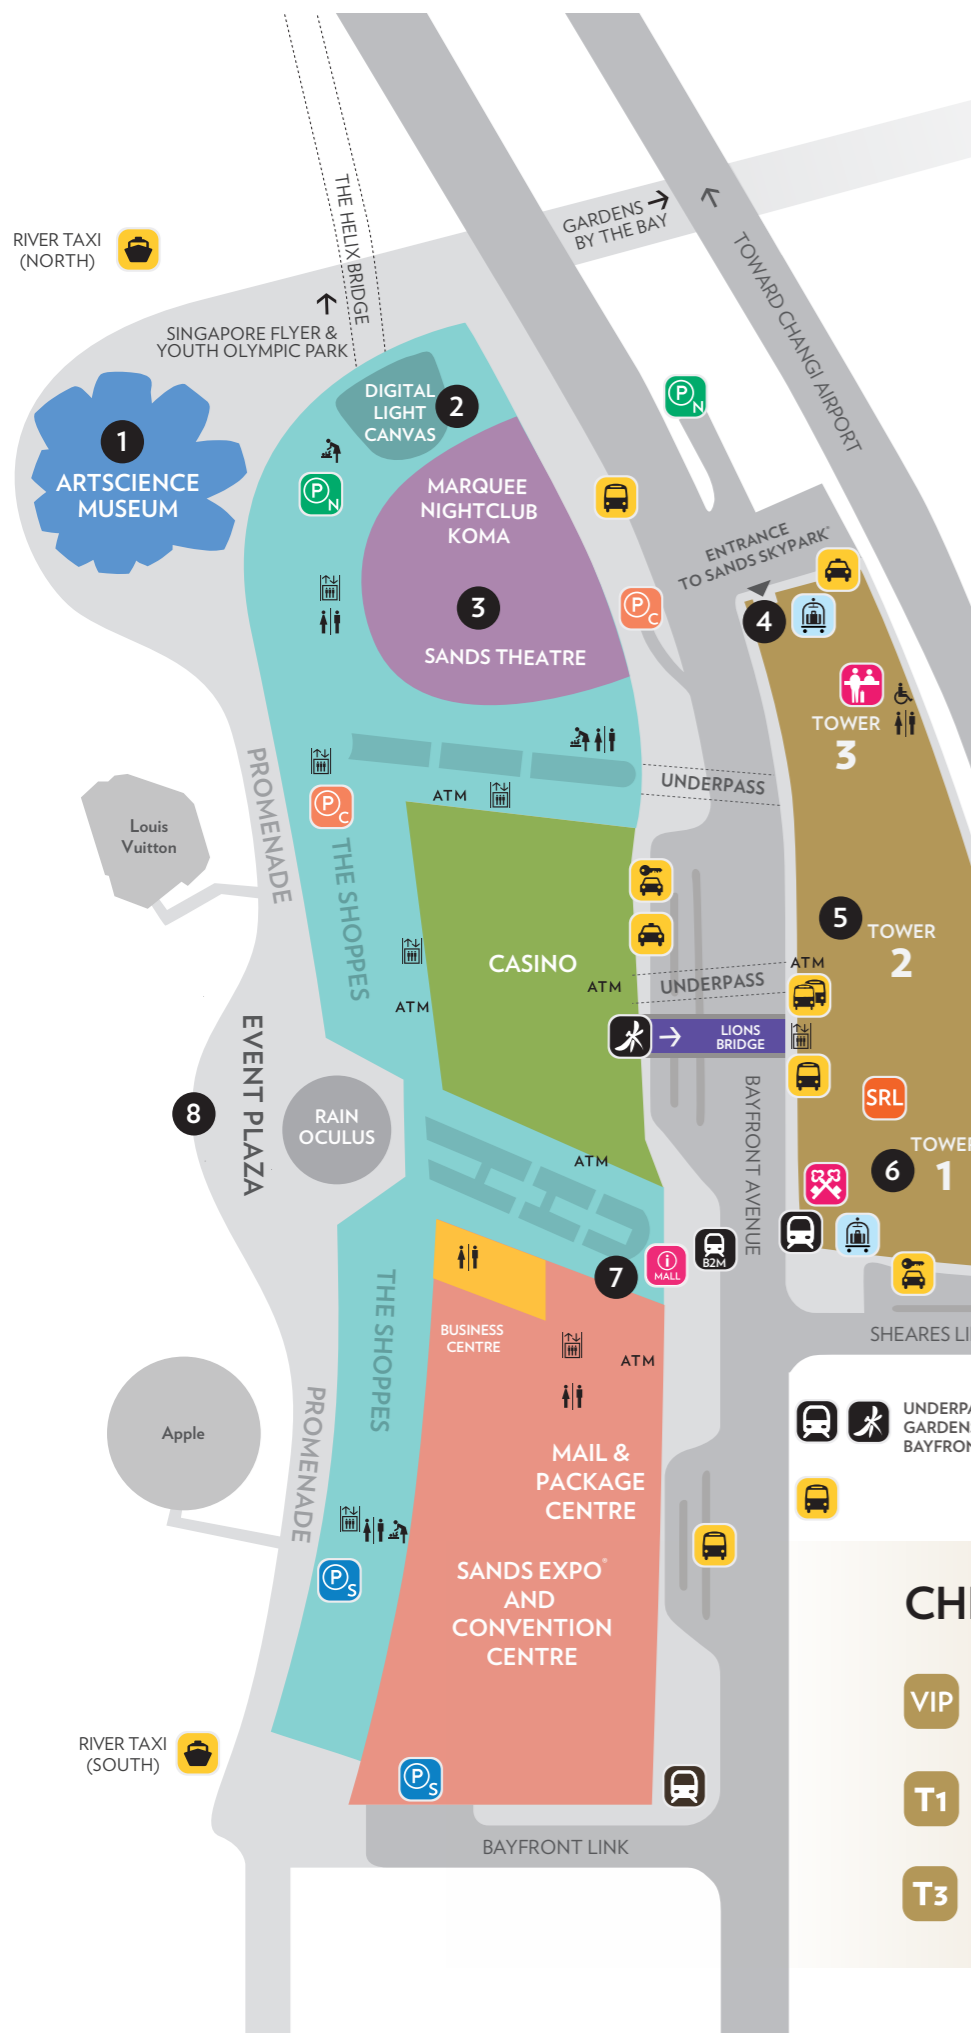 THE HELIX BRIDGE
GARDENS
BY THE BAY
RIVER TAXI
(NORTH)
TOWARD CHANGI AIRPORT
SINGAPORE FLYER &
YOUTH OLYMPIC PARK
DIGITAL
LIGHT
CANVAS
2
P N
1
ARTSCIENCE
MUSEUM
P N
MARQUEE
NIGHTCLUB
KOMA
ENTRANCE
TO SANDS SKYPARK®
3
P C
4
SANDS THEATRE
TOWER
3
PROMENADE
UNDERPASS
ATM
P C
Louis
Vuitton
THE SHOPPES
5
TOWER
2
CASINO
ATM
ATM
UNDERPASS
ATM
LIONS
BRIDGE
EVENT PLAZA
8
RAIN
OCULUS
BAYFRONT AVENUE
SRL
TOWER
1
6
ATM
B2M
7
i
MALL
THE SHOPPES
BUSINESS
CENTRE
SHEARES LI
ATM
PROMENADE
Apple
UNDERPA
GARDENS
BAYFRON
MAIL &
PACKAGE
CENTRE
P S
SANDS EXPO®
AND
CONVENTION
CENTRE
CH
VIP
RIVER TAXI
(SOUTH)
P S
T1
BAYFRONT LINK
T3